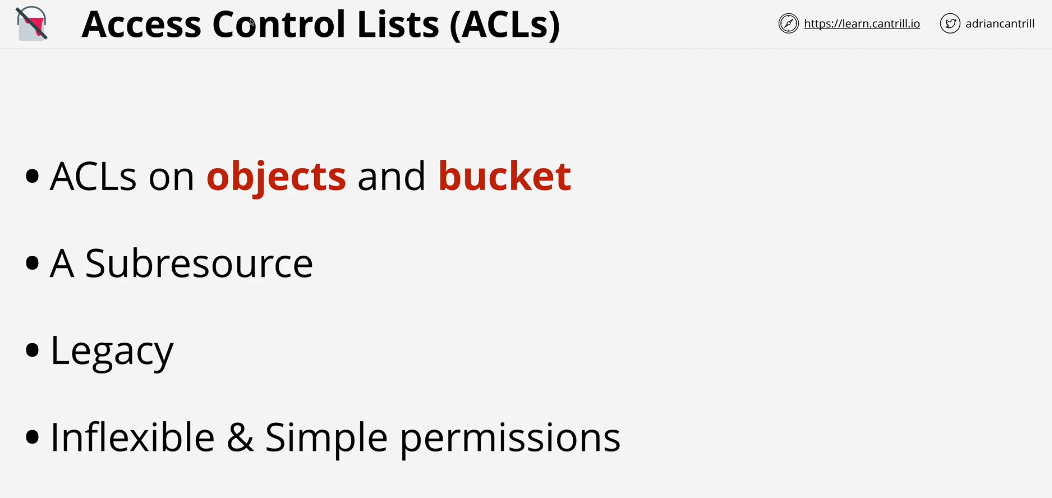 Access Control Lists (ACLs)
https://learn.cantrill.io
adriancantrill
• ACLs on objects and bucket
• A Subresource
• Legacy
• Inflexible & Simple permissions